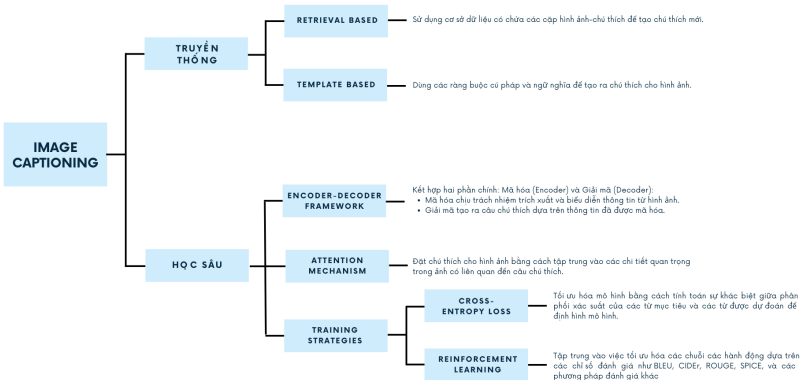 IMAGE
CAPTIONING
TRUYỀN
THỐNG
RETRIEVAL BASED
Sử dụng cơ sở dữ liệu có chứa các cặp hình ảnh-chú thích để tạo chú thích mới.
TEMPLATE BASED
Dùng các ràng buộc cú pháp và ngữ nghĩa để tạo ra chú thích cho hình ảnh.
HỌC SÂU
ENCODER-DECODER
FRAMEWORK
Kết hợp hai phần chính: Mã hóa (Encoder) và Giải mã (Decoder):
• Mã hóa chịu trách nhiệm trích xuất và biểu diễn thông tin từ hình ảnh.
• Giải mã tạo ra câu chú thích dựa trên thông tin đã được mã hóa.
ATTENTION
MECHANISM
Đặt chú thích cho hình ảnh bằng cách tập trung vào các chi tiết quan trọng
trong ảnh có liên quan đến câu chú thích.
TRAINING
STRATEGIES
CROSS-
ENTROPY LOSS
Tối ưu hóa mô hình bằng cách tính toán sự khác biệt giữa phân
phối xác suất của các từ mục tiêu và các từ được dự đoán để
định hình mô hình.
REINFORCEMENT
LEARNING
Tập trung vào việc tối ưu hóa các chuỗi các hành động dựa trên
các chỉ số đánh giá như BLEU, CIDEr, ROUGE, SPICE, và các
phương pháp đánh giá khác